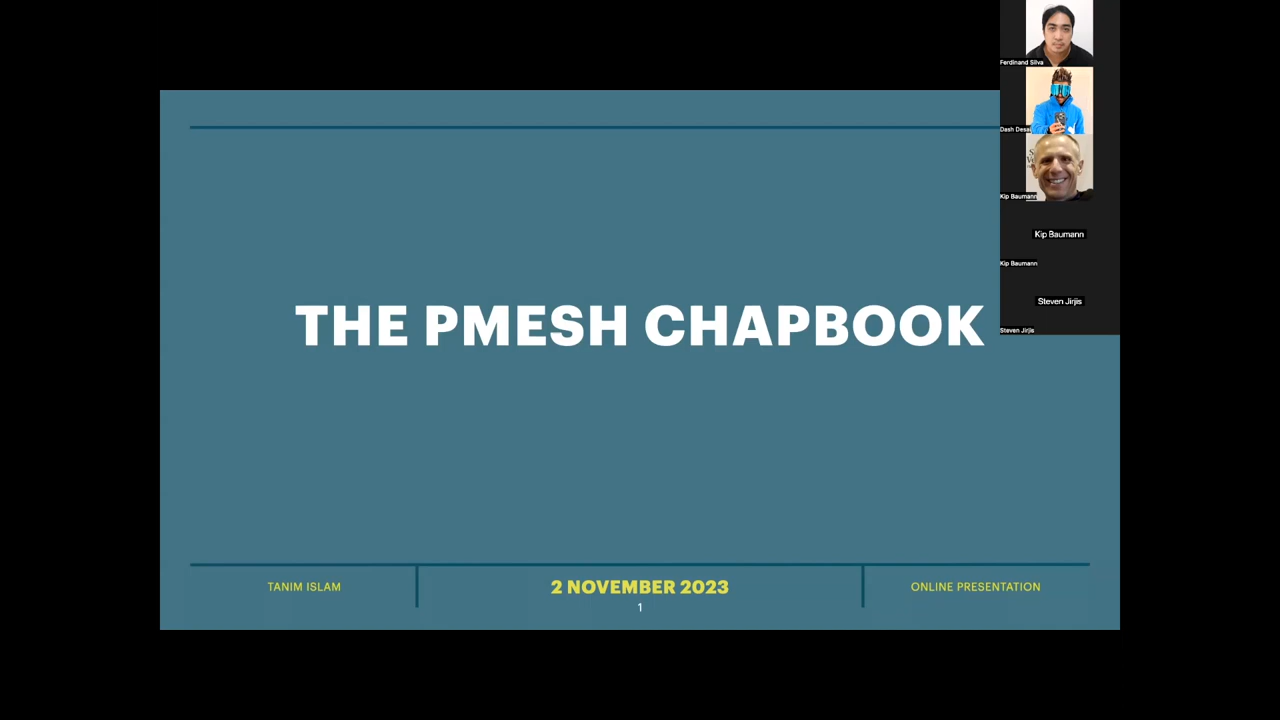 Ferdinand Silva
Kip Baumann
Kip Baumann
Kip Baumann
Steven Jirjis
Steven Jirjis
THE PMESH CHAPBOOK
TANIM ISLAM
2 NOVEMBER 2023
ONLINE PRESENTATION
1